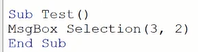 Sub Test()
MsgBox Selection(3, 2)
End Sub